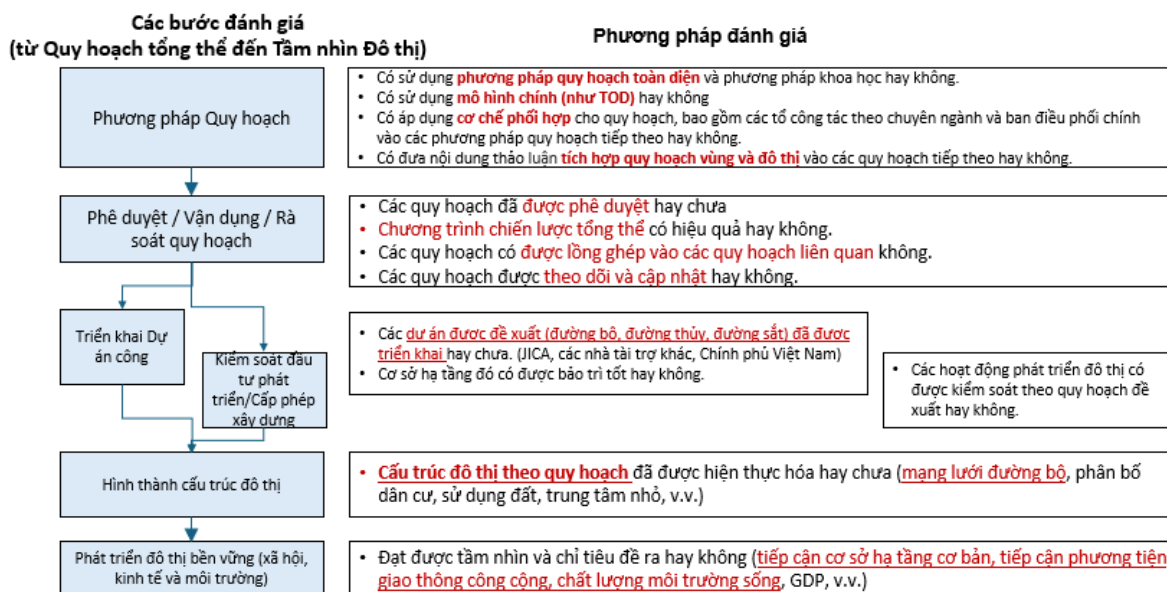 Các bước đánh giá
(từ Quy hoạch tổng thể đến Tầm nhìn Đô thị)
Phương pháp đánh giá
Phương pháp Quy hoạch
• Có sử dụng phương pháp quy hoạch toàn diện và phương pháp khoa học hay không.
• Có sử dụng mô hình chính (như TOD) hay không
• Có áp dụng cơ chế phối hợp cho quy hoạch, bao gồm các tổ công tác theo chuyên ngành và ban điều phối chính
vào các phương pháp quy hoạch tiếp theo hay không.
• Có đưa nội dung thảo luận tích hợp quy hoạch vùng và đô thị vào các quy hoạch tiếp theo hay không.
Phê duyệt / Vận dụng / Rà
soát quy hoạch
• Các quy hoạch đã được phê duyệt hay chưa
• Chương trình chiến lược tổng thể có hiệu quả hay không.
• Các quy hoạch có được lồng ghép vào các quy hoạch liên quan không.
• Các quy hoạch được theo dõi và cập nhật hay không.
Triển khai Dự
án công
Kiểm soát đầu
tư phát
triển/Cấp phép
xây dựng
• Các dự án được đề xuất (đường bộ, đường thủy, đường sắt) đã được
triển khai hay chưa. (JICA, các nhà tài trợ khác, Chính phủ Việt Nam)
• Cơ sở hạ tầng đó có được bảo trì tốt hay không.
• Các hoạt động phát triển đô thị có
được kiểm soát theo quy hoạch đề
xuất hay không.
Hình thành cấu trúc đô thị
• Cấu trúc đô thị theo quy hoạch đã được hiện thực hóa hay chưa (mạng lưới đường bộ, phân bố
dân cư, sử dụng đất, trung tâm nhỏ, v.v.)
Phát triển đô thị bền vững (xã hội,
kinh tế và môi trường)
• Đạt được tầm nhìn và chỉ tiêu đề ra hay không (tiếp cận cơ sở hạ tầng cơ bản, tiếp cận phương tiện
giao thông công cộng, chất lượng môi trường sống, GDP, v.v.)